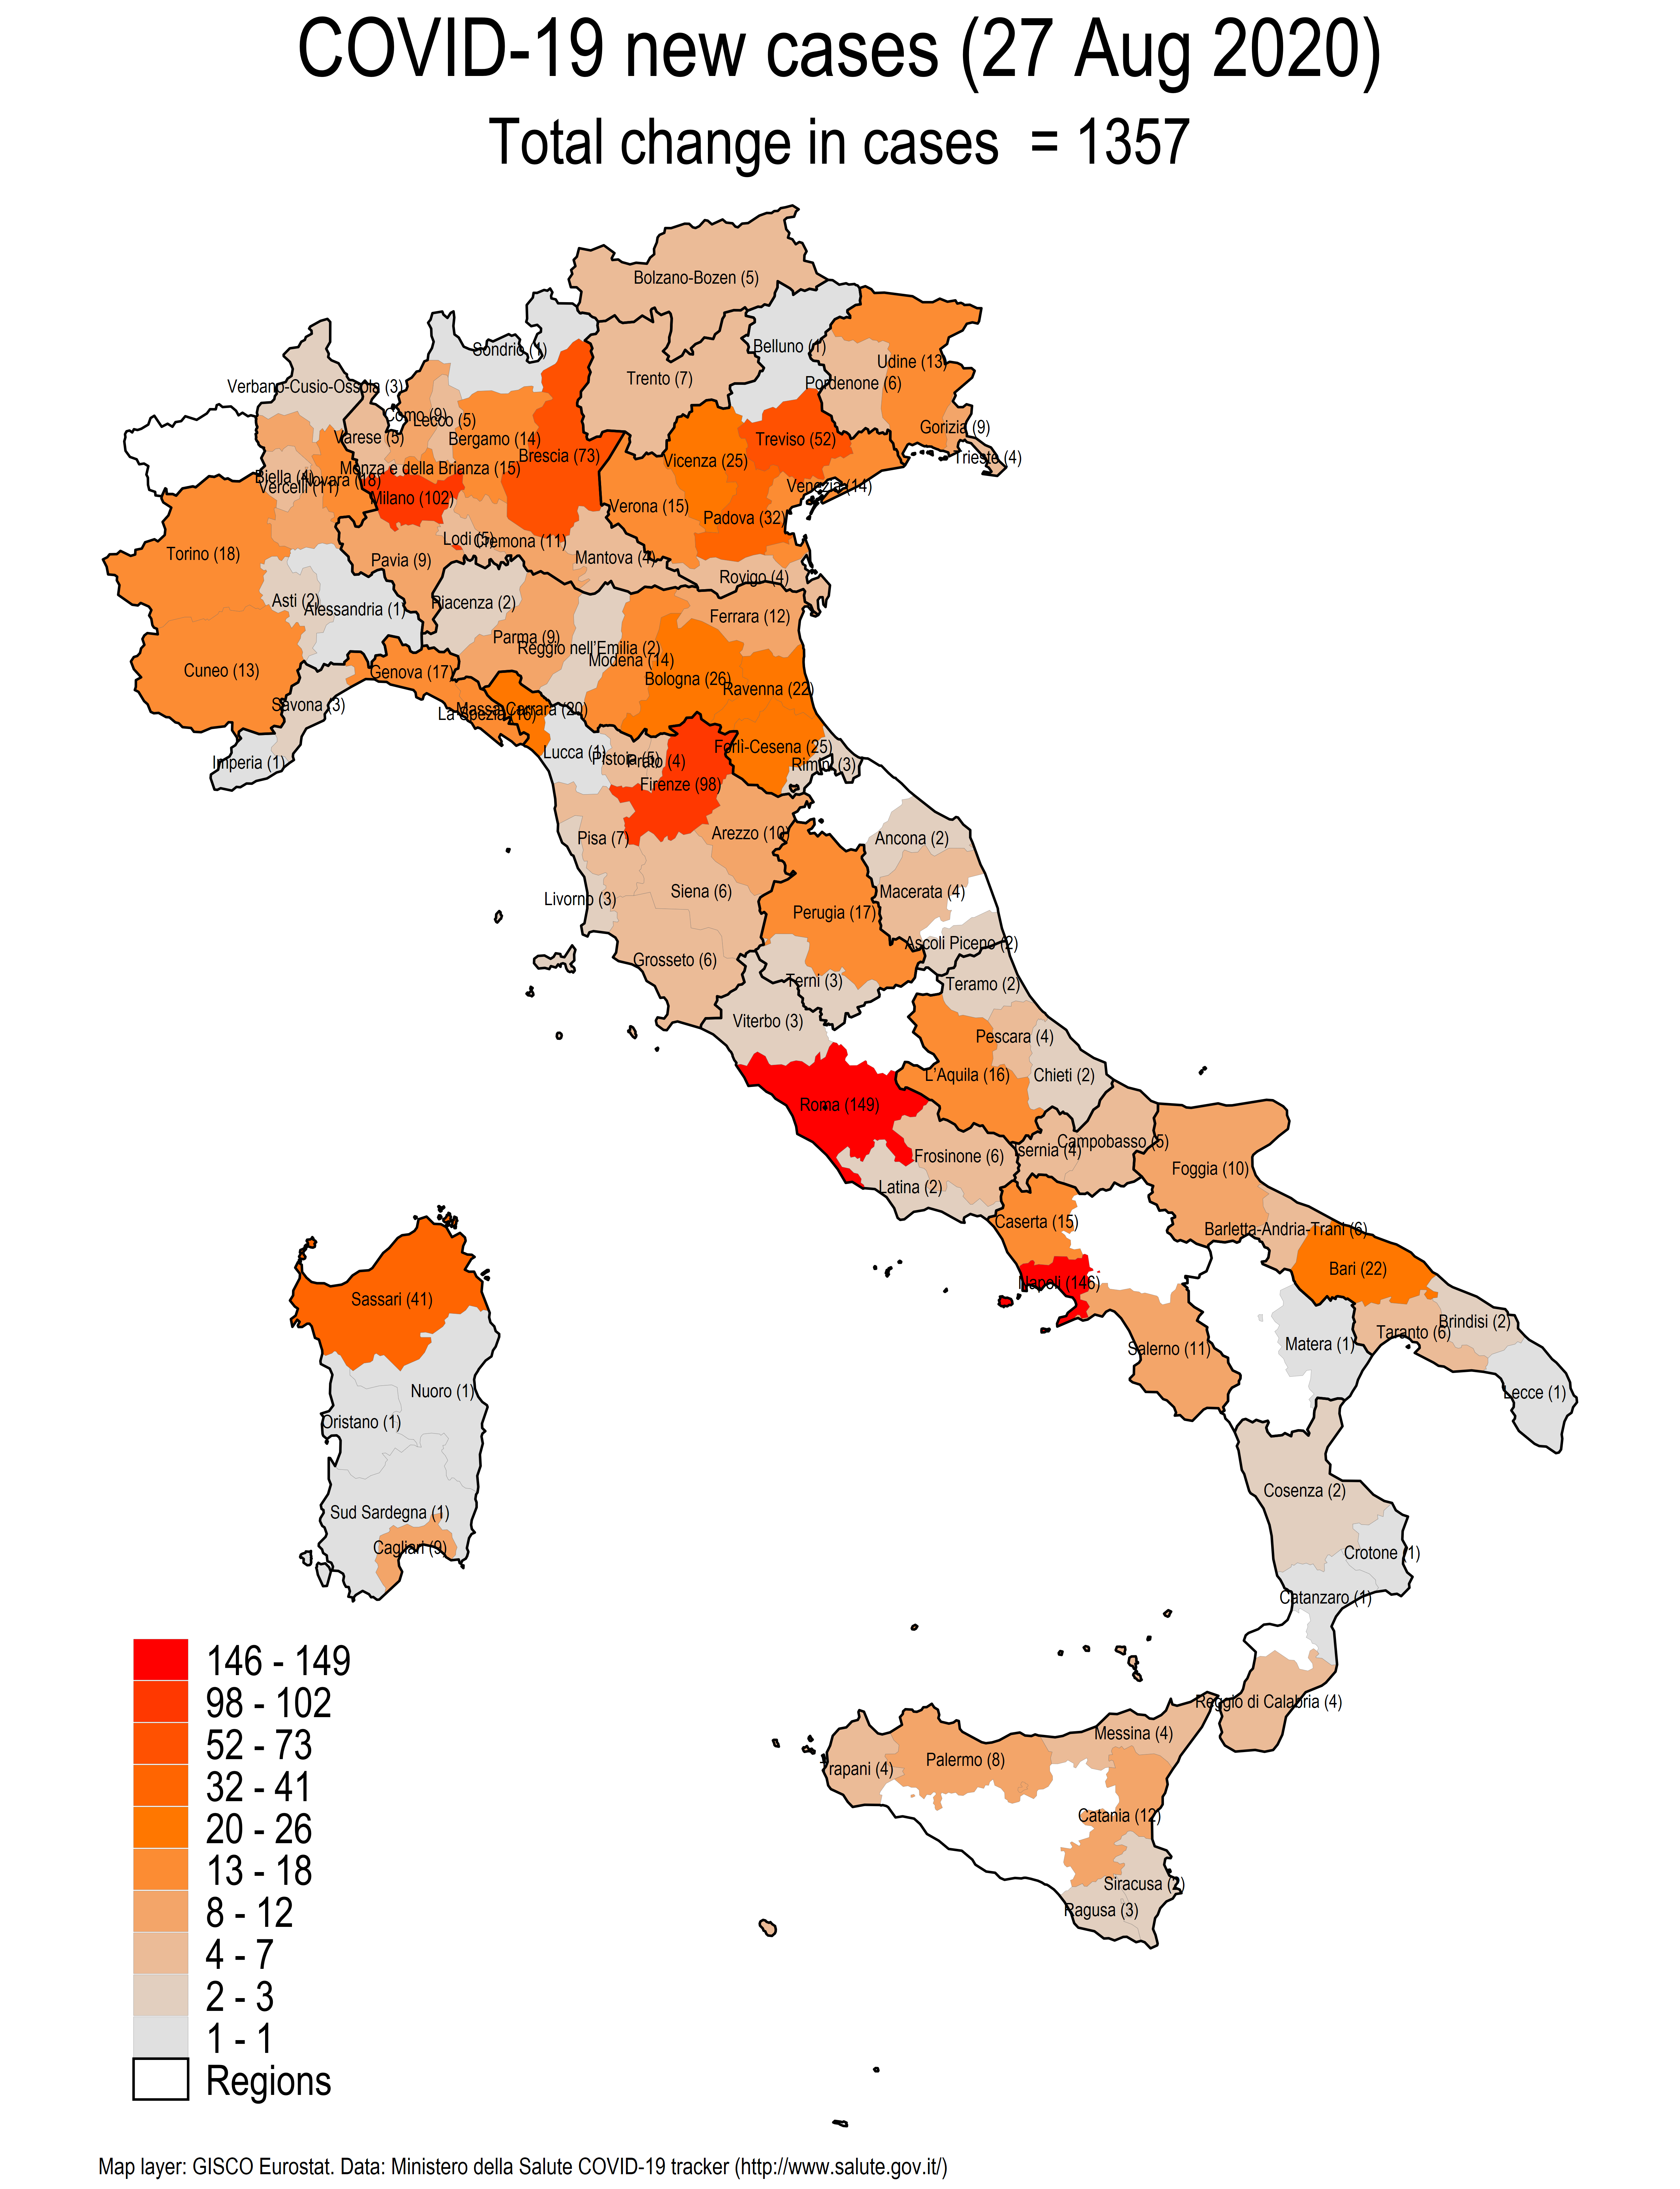 COVID-19 new cases (27 Aug 2020)
Total change in cases = 1357
Bolzano-Bozen (5)
Sondrio (1)
Belluno (1)
Udine (13)
Trento (7)
Pordenone (6)
Verbano-Cusio-Ossola (3)
Como (9)
Lecco (5)
Gorizia (9)
Varese (5)
Bergamo (14)
Treviso (52)
Brescia (73)
Vicenza (25)
Trieste (4)
Monza e della Brianza (15)
Biella (4)
Novara (18)
Vercelli (11)
Venezia (14)
Milano (102)
Verona (15)
Padova (32)
Lodi (5)
Cremona (11)
Torino (18)
Pavia (9)
Mantova (4)
Rovigo (4)
Asti (2)
Alessandria (1)
Piacenza (2)
Ferrara (12)
Parma (9)
Reggio nell'Emilia (2)
Modena (14)
Cuneo (13)
Genova (17)
Bologna (26)
Ravenna (22)
Savona (3)
Massa Carrara (20)
La Spezia (16)
Forlì-Cesena (25)
Lucca (1)
Pistoia (5)
Prato (4)
Imperia (1)
Rimini (3)
Firenze (98)
Arezzo (10)
Ancona (2)
Pisa (7)
Siena (6)
Macerata (4)
Livorno (3)
Perugia (17)
Ascoli Piceno (2)
Grosseto (6)
Terni (3)
Teramo (2)
Viterbo (3)
Pescara (4)
L'Aquila (16)
Chieti (2)
Roma (149)
Campobasso (5)
Isernia (4)
Frosinone (6)
Foggia (10)
Latina (2)
Caserta (15)
Barletta-Andria-Trani (6)
Bari (22)
Napoli (146)
Sassari (41)
Brindisi (2)
Taranto (6)
Matera (1)
Salerno (11)
Nuoro (1)
Lecce (1)
Oristano (1)
Cosenza (2)
Sud Sardegna (1)
Cagliari (9)
Crotone (1)
Catanzaro (1)
Reggio di Calabria (4)
Messina (4)
Palermo (8)
Trapani (4)
Catania (12)
Siracusa (2)
Ragusa (3)
146 - 149
98 - 102
52 - 73
32 - 41
20 - 26
13 - 18
8 - 12
4 - 7
2 - 3
1 - 1
Regions
Map layer: GISCO Eurostat. Data: Ministero della Salute COVID-19 tracker (http://www.salute.gov.it/)